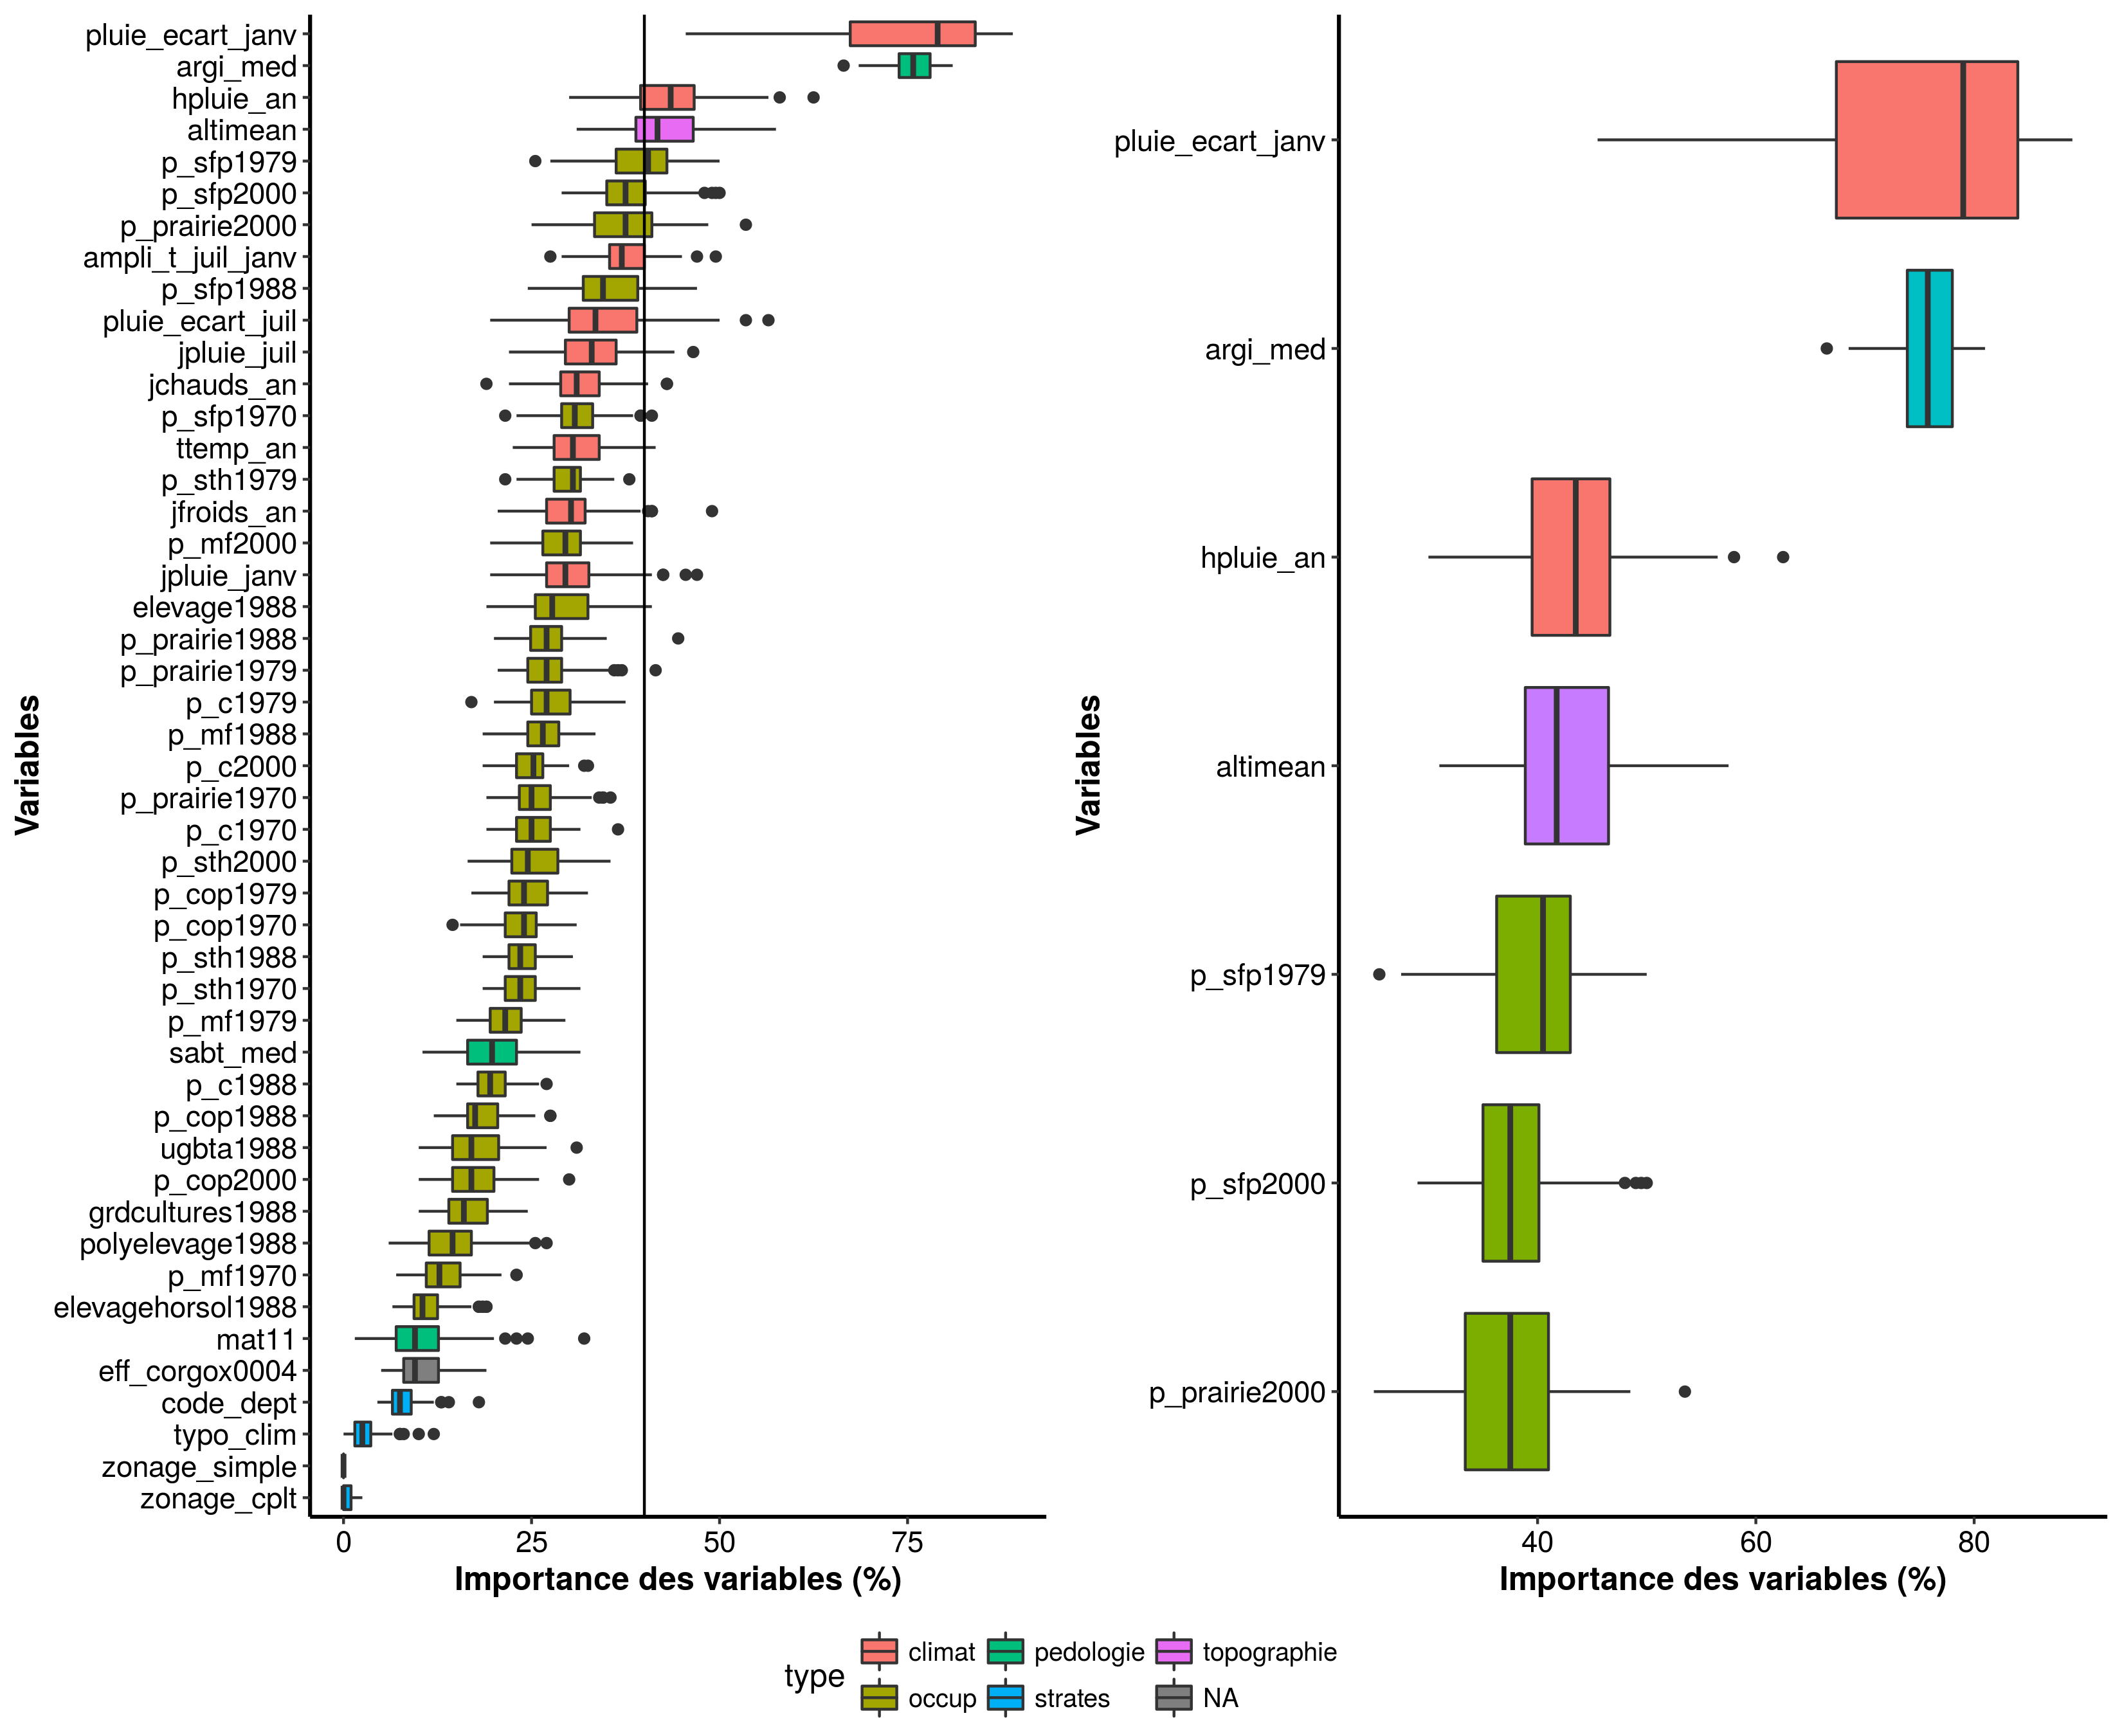 pluie_ecart_janv
argi_med
hpluie_an
altimean
p_sfp1979
p_sfp2000
p_prairie2000
ampli_t_juil_janv
p_sfp1988
pluie_ecart_juil
jpluie_juil
jchauds_an
p_sfp1970
ttemp_an
p_sth1979
jfroids_an
p_mf2000
jpluie_janv
elevage1988
p_prairie1988
p_prairie1979
p_c1979
p_mf1988
p_c2000
p_prairie1970
p_c1970
p_sth2000
p_cop1979
p_cop1970
p_sth1988
p_sth1970
p_mf1979
sabt_med
p_c1988
p_cop1988
ugbta1988
p_cop2000
grdcultures1988
polyelevage1988
p_mf1970
elevagehorsol1988
mat11
eff_corgox0004
code_dept
typo_clim
zonage_simple
zonage_cplt
Variables
0 25 50 75
Importance des variables (%)
pluie_ecart_janv
argi_med
hpluie_an
altimean
p_sfp1979
p_sfp2000
p_prairie2000
Variables
40 60 80
Importance des variables (%)
type
climat pedologie topographie
occup strates NA